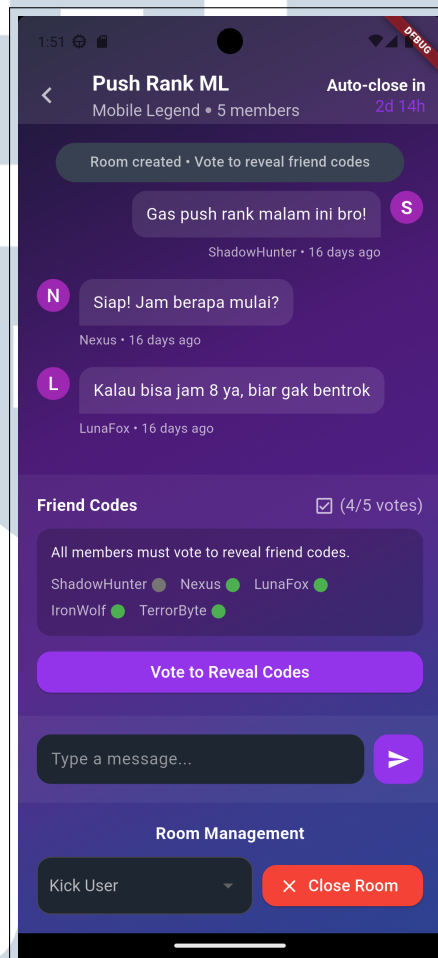 1:51
DEBUG
Push Rank ML
Auto-close in
Mobile Legend • 5 members
2d 14h
Room created • Vote to reveal friend codes
Gas push rank malam ini bro!
S
ShadowHunter • 16 days ago
N
Siap! Jam berapa mulai?
Nexus • 16 days ago
L
Kalau bisa jam 8 ya, biar gak bentrok
LunaFox • 16 days ago
Friend Codes
(4/5 votes)
All members must vote to reveal friend codes.
ShadowHunter Nexus LunaFox
IronWolf TerrorByte
Vote to Reveal Codes
Type a message...
Room Management
Kick User
Close Room